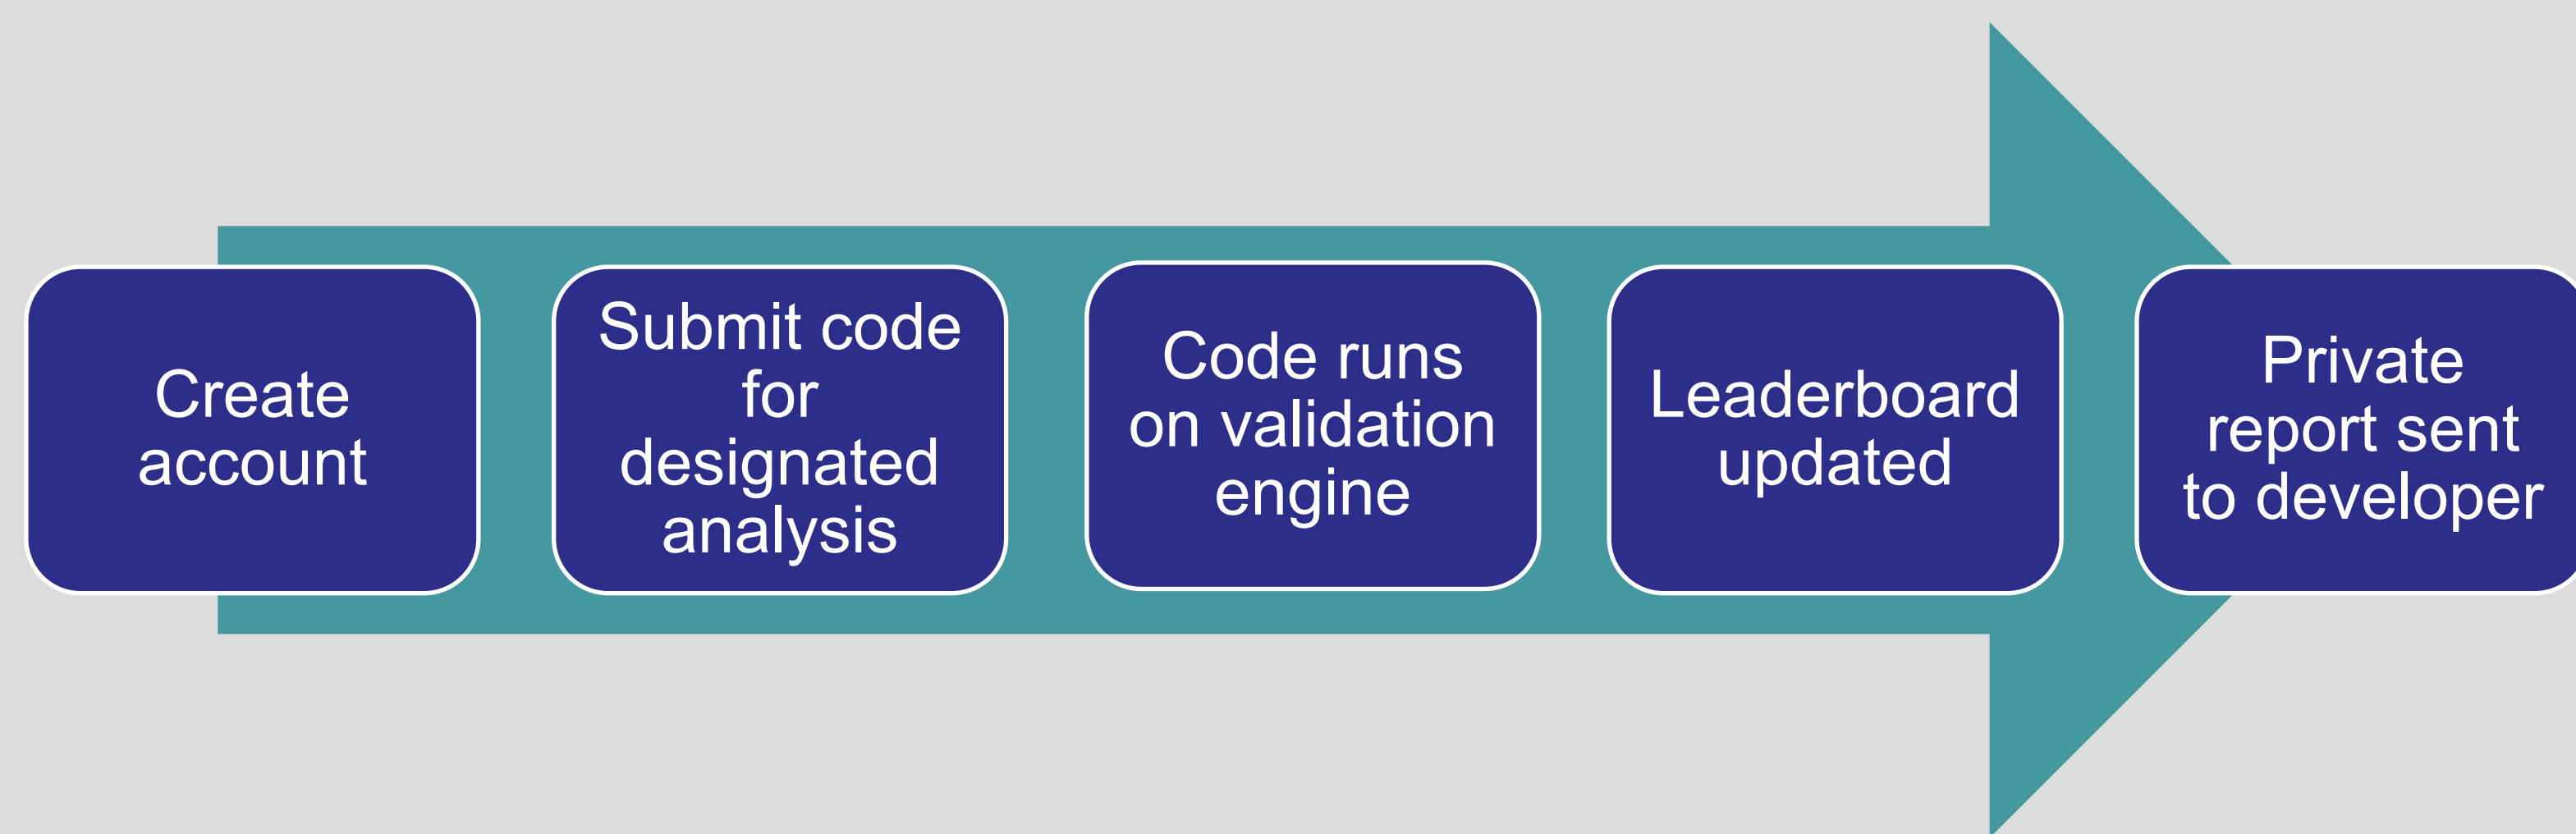 Create
account
Submit code
for
designated
analysis
Code runs
on validation
engine
Leaderboard
updated
Private
report sent
to developer